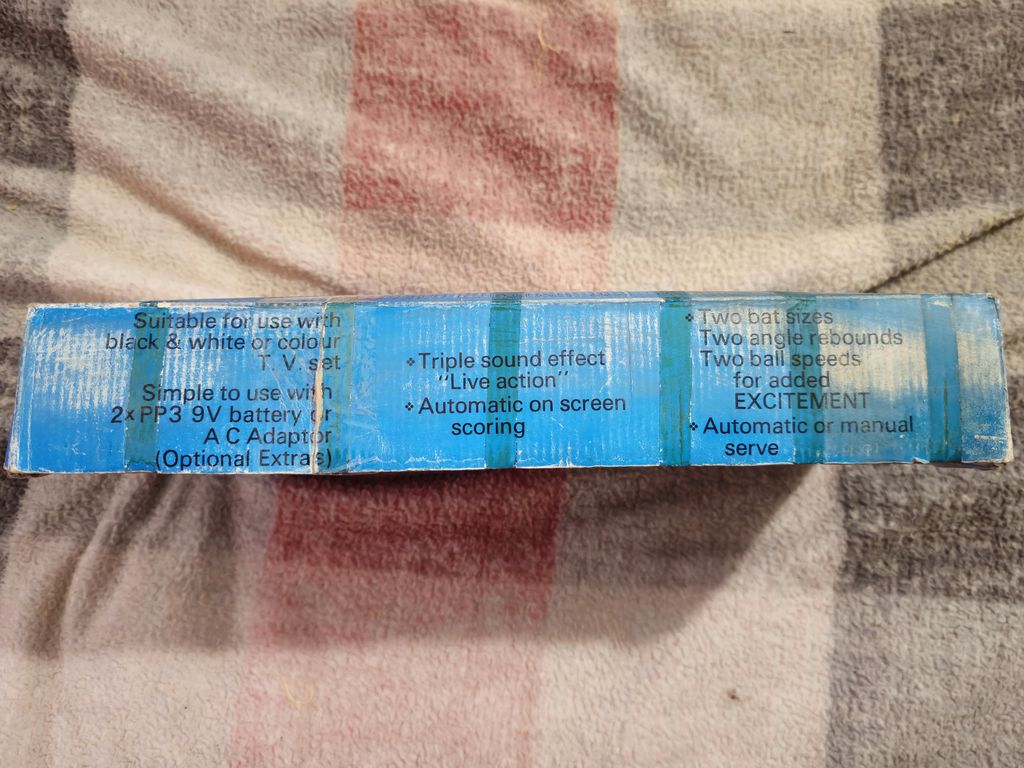 Suitable for use with
black & white or colour
T. V. set
Simple to use with
2x PP3 9V battery or
A C Adaptor
(Optional Extras)
❖ Triple sound effect
"Live action"
❖ Automatic on screen
scoring
❖ Two bat sizes
Two angle rebounds
Two ball speeds
for added
EXCITEMENT
❖ Automatic or manual
serve